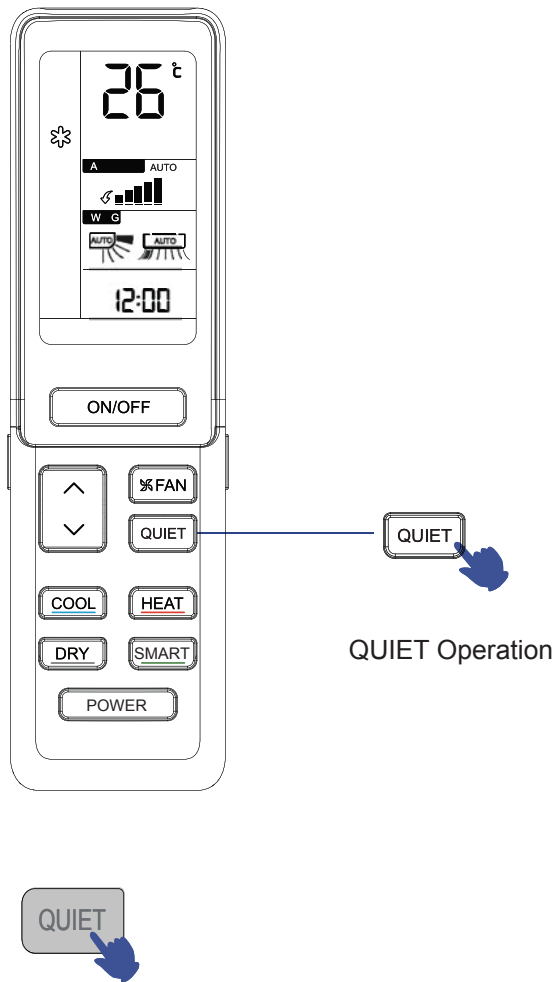 26 ℃
A AUTO
W G
AUTO AUTO
12:00
ON/OFF
FAN
QUIET
QUIET
COOL HEAT
DRY SMART
QUIET Operation
POWER
QUIET